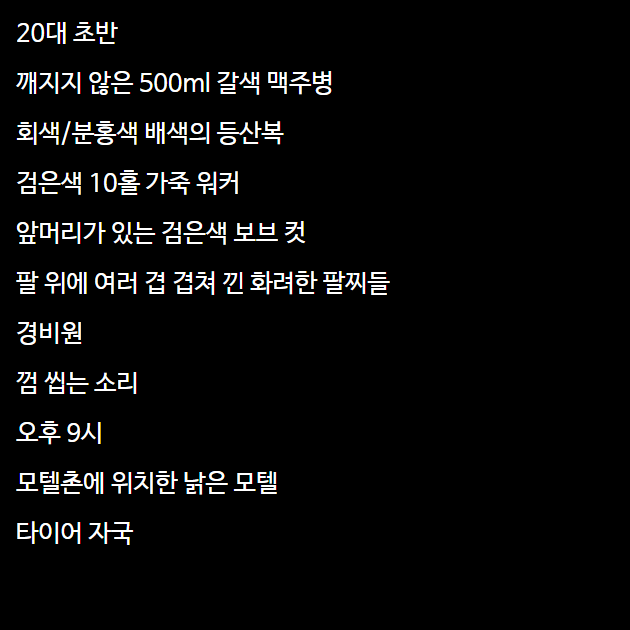 20대 초반
깨지지 않은 500ml 갈색 맥주병
회색/분홍색 배색의 등산복
검은색 10홀 가죽 워커
앞머리가 있는 검은색 보브 컷
팔 위에 여러 겹 겹쳐 낀 화려한 팔찌들
경비원
껌 씹는 소리
오후 9시
모텔촌에 위치한 낡은 모텔
타이어 자국